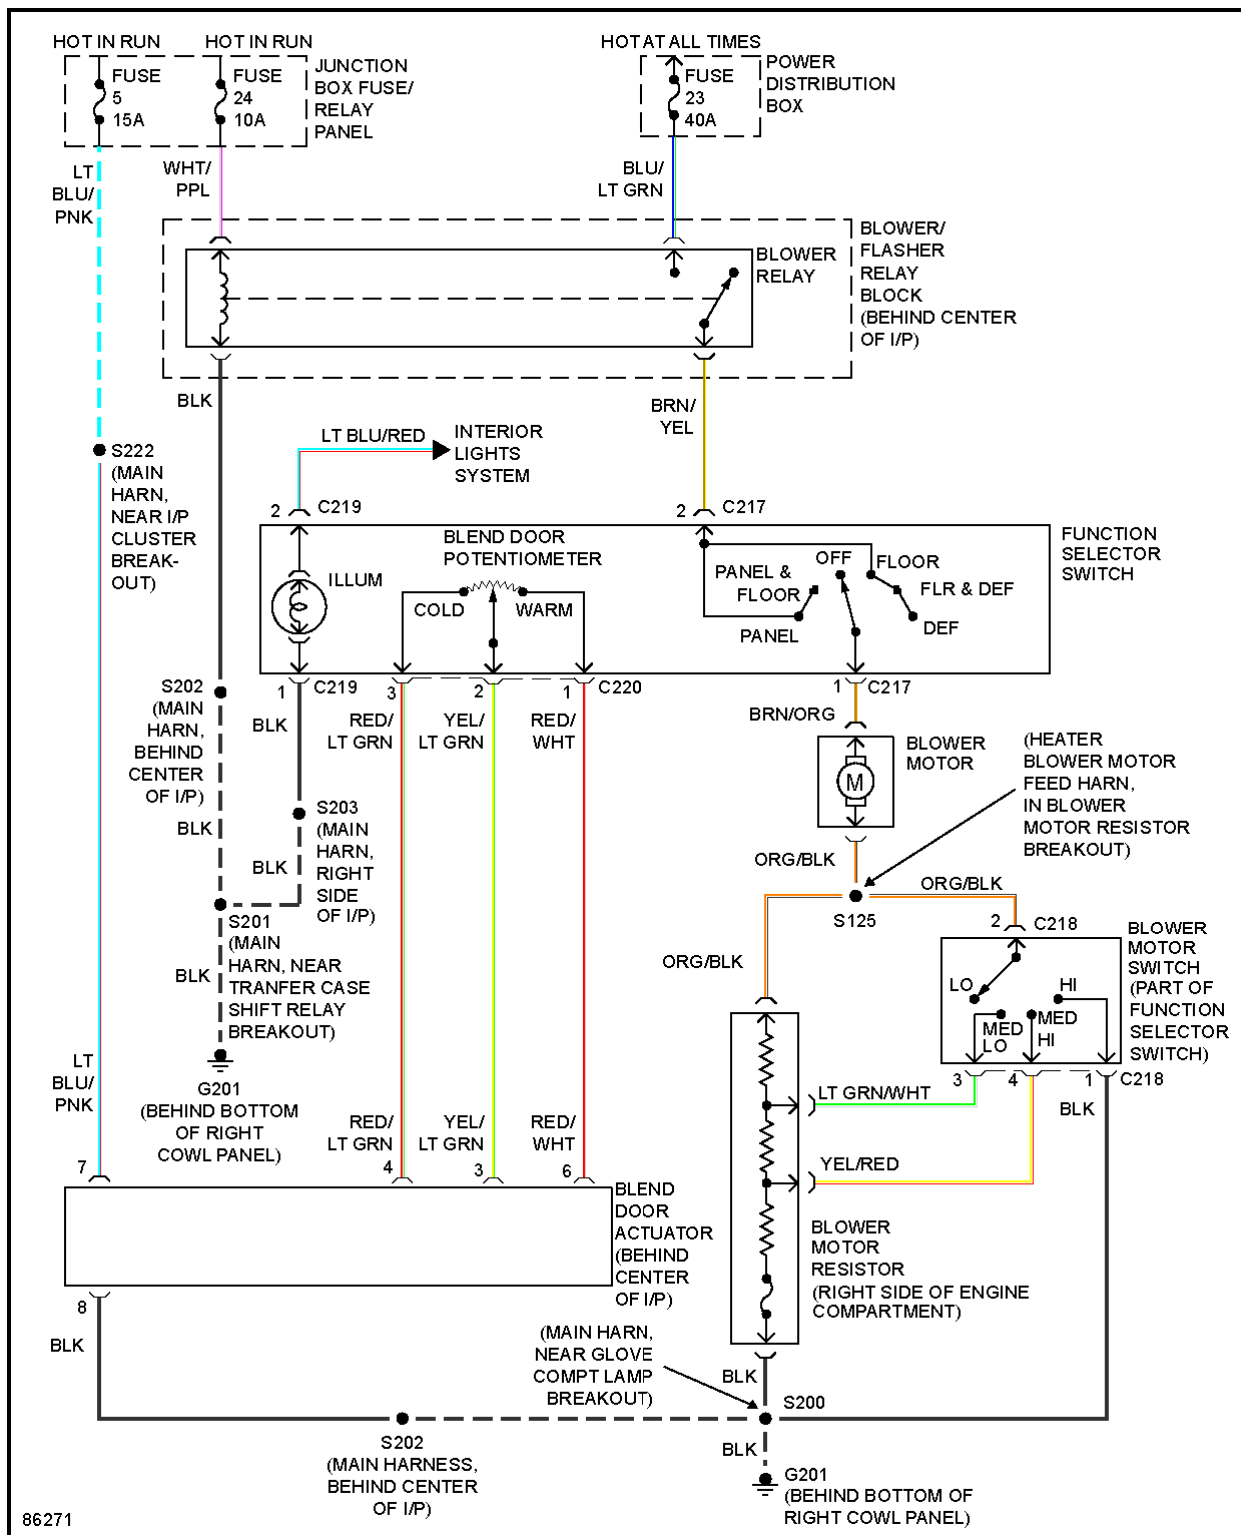 HOT IN RUN
HOT IN RUN
HOT AT ALL TIMES
FUSE
5
15A
FUSE
24
10A
JUNCTION
BOX FUSE/
RELAY
PANEL
FUSE
23
40A
POWER
DISTRIBUTION
BOX
LT
BLU/
PNK
WHT/
PPL
BLU/
LT GRN
BLOWER
RELAY
BLOWER/
FLASHER
RELAY
BLOCK
(BEHIND CENTER
OF I/P)
BLK
BRN/
YEL
S222
(MAIN
HARN,
NEAR I/P
CLUSTER
BREAK-
OUT)
LT BLU/RED
INTERIOR
LIGHTS
SYSTEM
2
C219
2
C217
ILLUM
BLEND DOOR
POTENTIOMETER
COLD
WARM
PANEL &
FLOOR
PANEL
OFF
FLOOR
FLR & DEF
DEF
FUNCTION
SELECTOR
SWITCH
S202
(MAIN
HARN,
BEHIND
CENTER
OF I/P)
1
C219
3
2
1
C220
1
C217
BLK
RED/
LT GRN
YEL/
LT GRN
RED/
WHT
BRN/ORG
BLOWER
MOTOR
M
(HEATER
BLOWER MOTOR
FEED HARN,
IN BLOWER
MOTOR RESISTOR
BREAKOUT)
BLK
S203
(MAIN
HARN,
RIGHT
SIDE
OF I/P)
BLK
ORG/BLK
ORG/BLK
S125
S201
(MAIN
HARN, NEAR
TRANFER CASE
SHIFT RELAY
BREAKOUT)
BLK
ORG/BLK
2
C218
LO
HI
MED
LO
MED
HI
BLOWER
MOTOR
SWITCH
(PART OF
FUNCTION
SELECTOR
SWITCH)
3
4
1
C218
LT GRN/WHT
BLK
LT
BLU/
PNK
G201
(BEHIND BOTTOM
OF RIGHT
COWL PANEL)
RED/
LT GRN
YEL/
LT GRN
RED/
WHT
YEL/RED
7
4
3
6
BLEND
DOOR
ACTUATOR
(BEHIND
CENTER
OF I/P)
BLOWER
MOTOR
RESISTOR
(RIGHT SIDE OF ENGINE
COMPARTMENT)
8
BLK
(MAIN HARN,
NEAR GLOVE
COMPT LAMP
BREAKOUT)
BLK
S200
S202
(MAIN HARNESS,
BEHIND CENTER
OF I/P)
BLK
G201
(BEHIND BOTTOM OF
RIGHT COWL PANEL)
86271